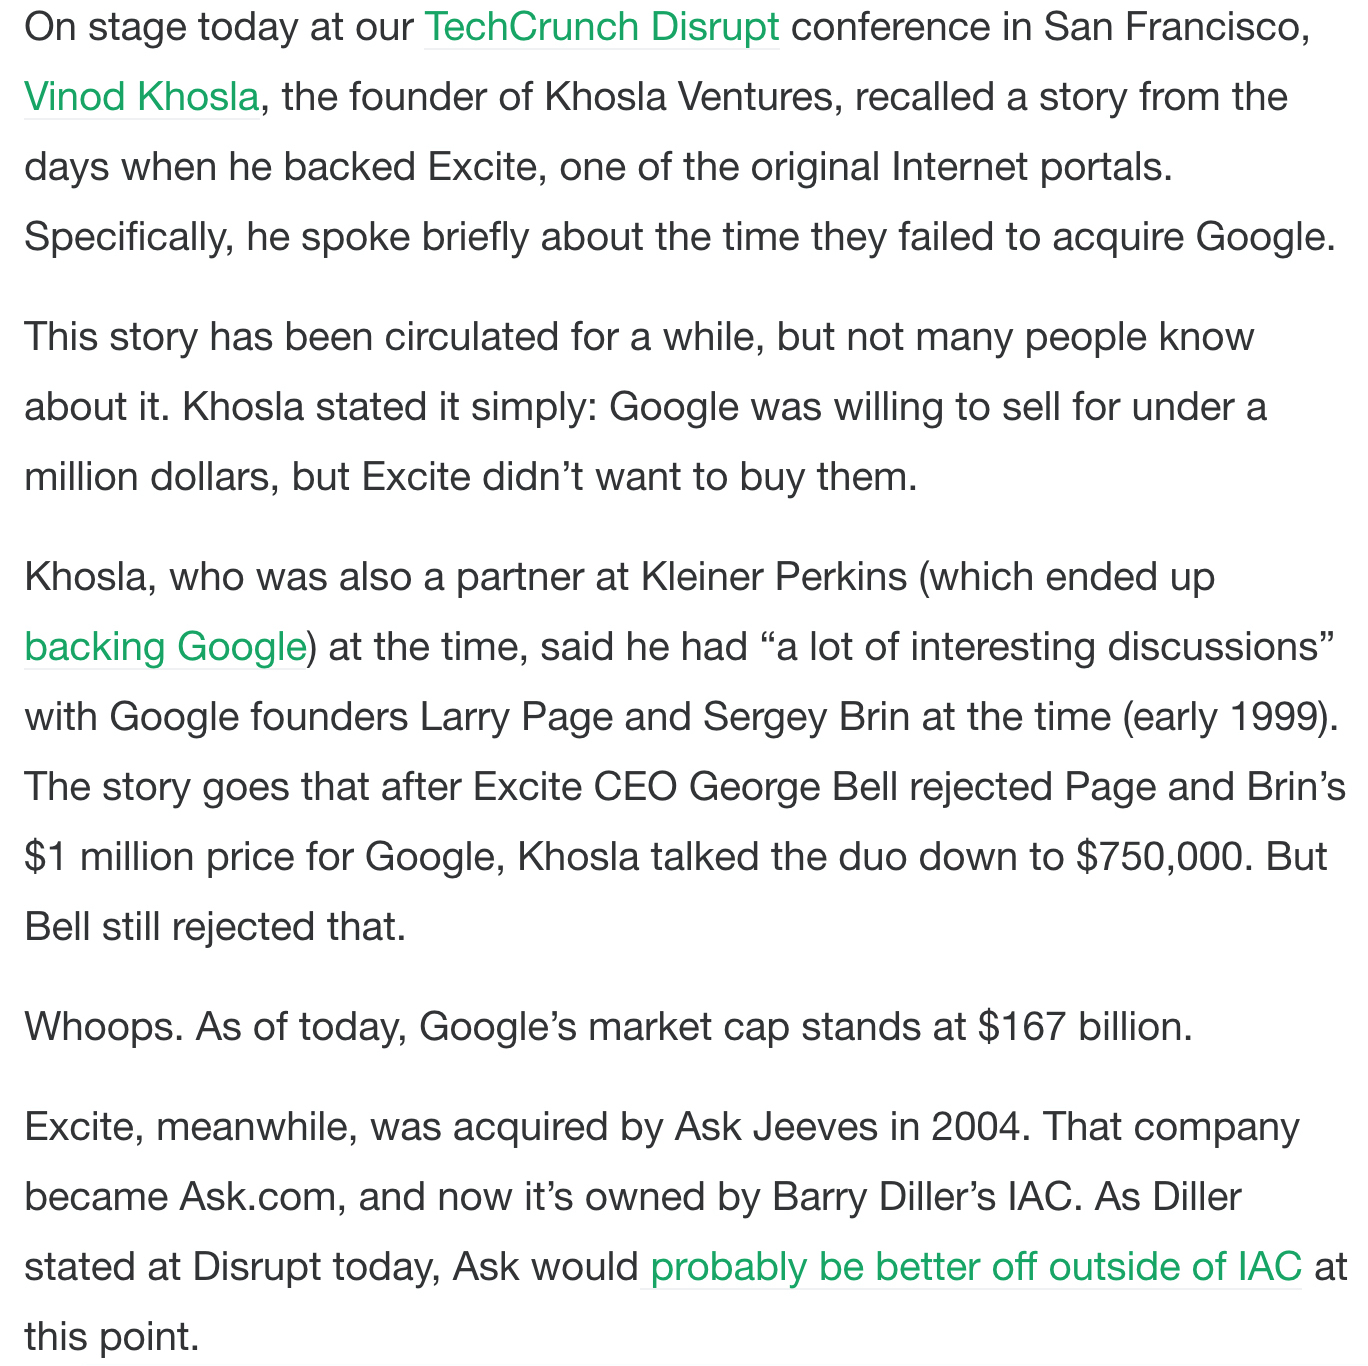 On stage today at our TechCrunch Disrupt conference in San Francisco,
Vinod Khosla, the founder of Khosla Ventures, recalled a story from the
days when he backed Excite, one of the original Internet portals.
Specifically, he spoke briefly about the time they failed to acquire Google.
This story has been circulated for a while, but not many people know
about it. Khosla stated it simply: Google was willing to sell for under a
million dollars, but Excite didn’t want to buy them.
Khosla, who was also a partner at Kleiner Perkins (which ended up
backing Google) at the time, said he had “a lot of interesting discussions”
with Google founders Larry Page and Sergey Brin at the time (early 1999).
The story goes that after Excite CEO George Bell rejected Page and Brin’s
$1 million price for Google, Khosla talked the duo down to $750,000. But
Bell still rejected that.
Whoops. As of today, Google’s market cap stands at $167 billion.
Excite, meanwhile, was acquired by Ask Jeeves in 2004. That company
became Ask.com, and now it’s owned by Barry Diller’s IAC. As Diller
stated at Disrupt today, Ask would probably be better off outside of IAC at
this point.